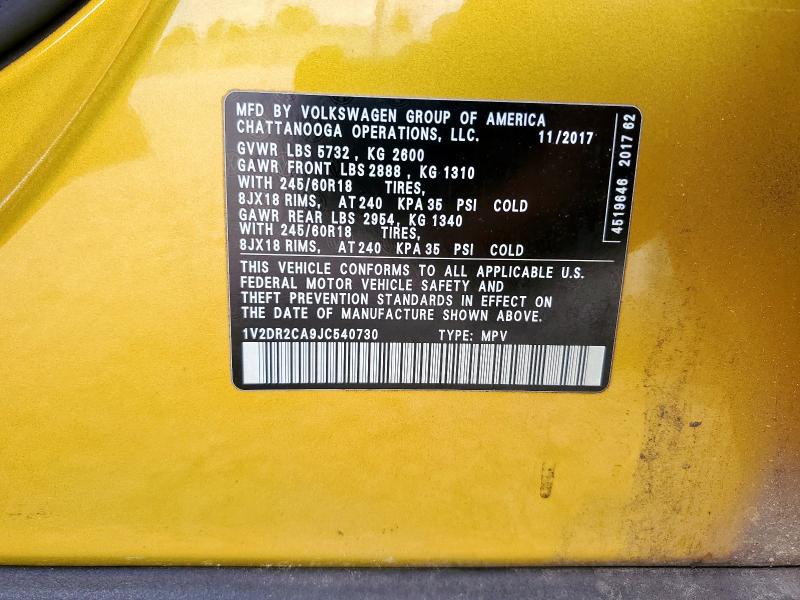 MFD BY VOLKSWAGEN GROUP OF AMERICA
CHATTANOOGA OPERATIONS, LLC. 11/2017
GVWR LBS 5732 , KG 2600
GAWR FRONT LBS 2888 , KG 1310
WITH 245/60R18 TIRES,
8JX18 RIMS, AT 240 KPA 35 PSI COLD
GAWR REAR LBS 2954, KG 1340
WITH 245/60R18 TIRES,
8JX18 RIMS, AT 240 KPA 35 PSI COLD
THIS VEHICLE CONFORMS TO ALL APPLICABLE U.S.
FEDERAL MOTOR VEHICLE SAFETY AND
THEFT PREVENTION STANDARDS IN EFFECT ON
THE DATE OF MANUFACTURE SHOWN ABOVE.
1V2DR2CA9JC540730 TYPE: MPV
4519646 2017 62